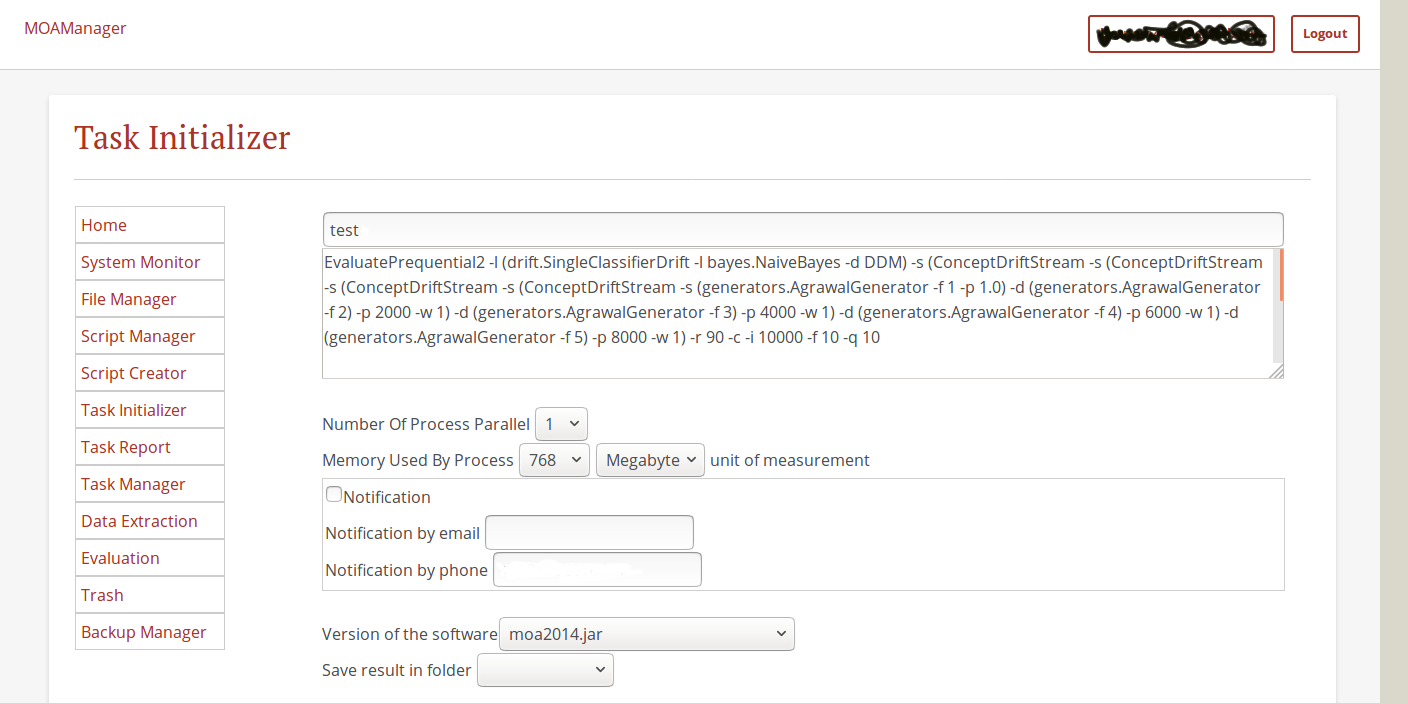 MOAManager
Logout
Task Initializer
Home
System Monitor
File Manager
Script Manager
Script Creator
Task Initializer
Task Report
Task Manager
Data Extraction
Evaluation
Trash
Backup Manager
test
EvaluatePrequential2 -l (drift.SingleClassifierDrift -l bayes.NaiveBayes -d DDM) -s (ConceptDriftStream -s (ConceptDriftStream
-s (ConceptDriftStream -s (ConceptDriftStream -s (generators.AgrawalGenerator -f 1 -p 1.0) -d (generators.AgrawalGenerator
-f 2) -p 2000 -w 1) -d (generators.AgrawalGenerator -f 3) -p 4000 -w 1) -d (generators.AgrawalGenerator -f 4) -p 6000 -w 1) -d
(generators.AgrawalGenerator -f 5) -p 8000 -w 1) -r 90 -c -i 10000 -f 10 -q 10
Number Of Process Parallel 1
Memory Used By Process 768 Megabyte unit of measurement
Notification
Notification by email
Notification by phone
Version of the software moa2014.jar
Save result in folder